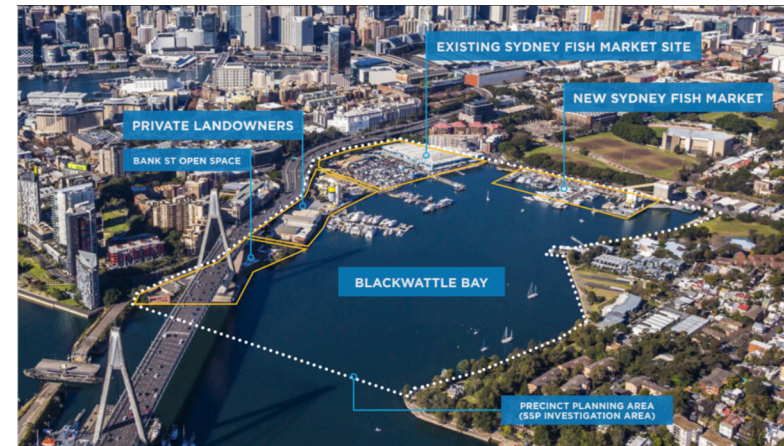 EXISTING SYDNEY FISH MARKET SITE
NEW SYDNEY FISH MARKET
PRIVATE LANDOWNERS
BANK ST OPEN SPACE
BLACKWATTLE BAY
PRECINCT PLANNING AREA
(SSP INVESTIGATION AREA)